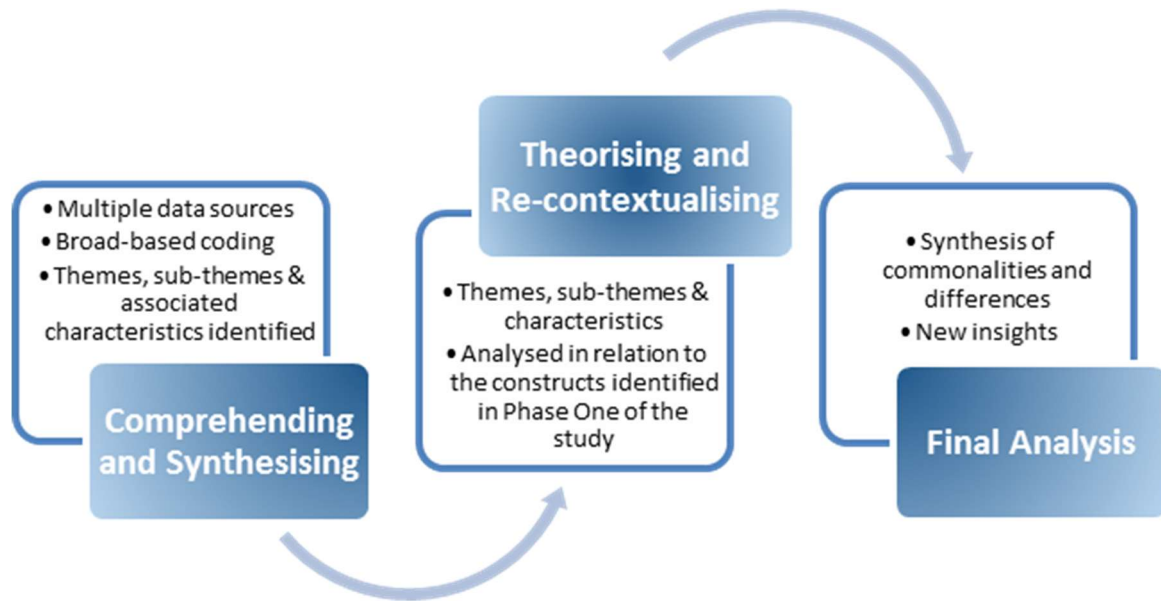 • Multiple data sources
• Broad-based coding
• Themes, sub-themes &
associated
characteristics identified
Comprehending
and Synthesising
Theorising and
Re-contextualising
• Themes, sub-themes &
characteristics
• Analysed in relation to
the constructs identified
in Phase One of the
study
• Synthesis of
commonalities and
differences
• New insights
Final Analysis